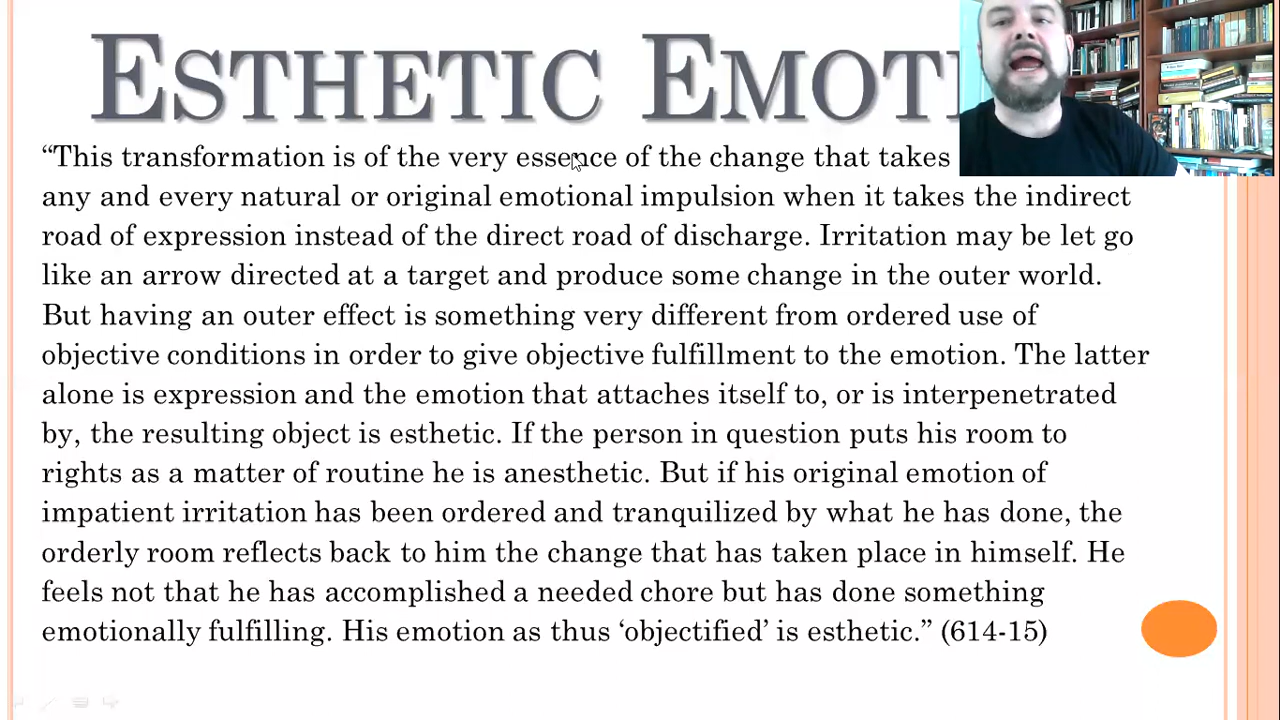 ESTHETIC EMOTI
“This transformation is of the very essence of the change that takes
any and every natural or original emotional impulsion when it takes the indirect
road of expression instead of the direct road of discharge. Irritation may be let go
like an arrow directed at a target and produce some change in the outer world.
But having an outer effect is something very different from ordered use of
objective conditions in order to give objective fulfillment to the emotion. The latter
alone is expression and the emotion that attaches itself to, or is interpenetrated
by, the resulting object is esthetic. If the person in question puts his room to
rights as a matter of routine he is anesthetic. But if his original emotion of
impatient irritation has been ordered and tranquilized by what he has done, the
orderly room reflects back to him the change that has taken place in himself. He
feels not that he has accomplished a needed chore but has done something
emotionally fulfilling. His emotion as thus ‘objectified’ is esthetic.” (614-15)